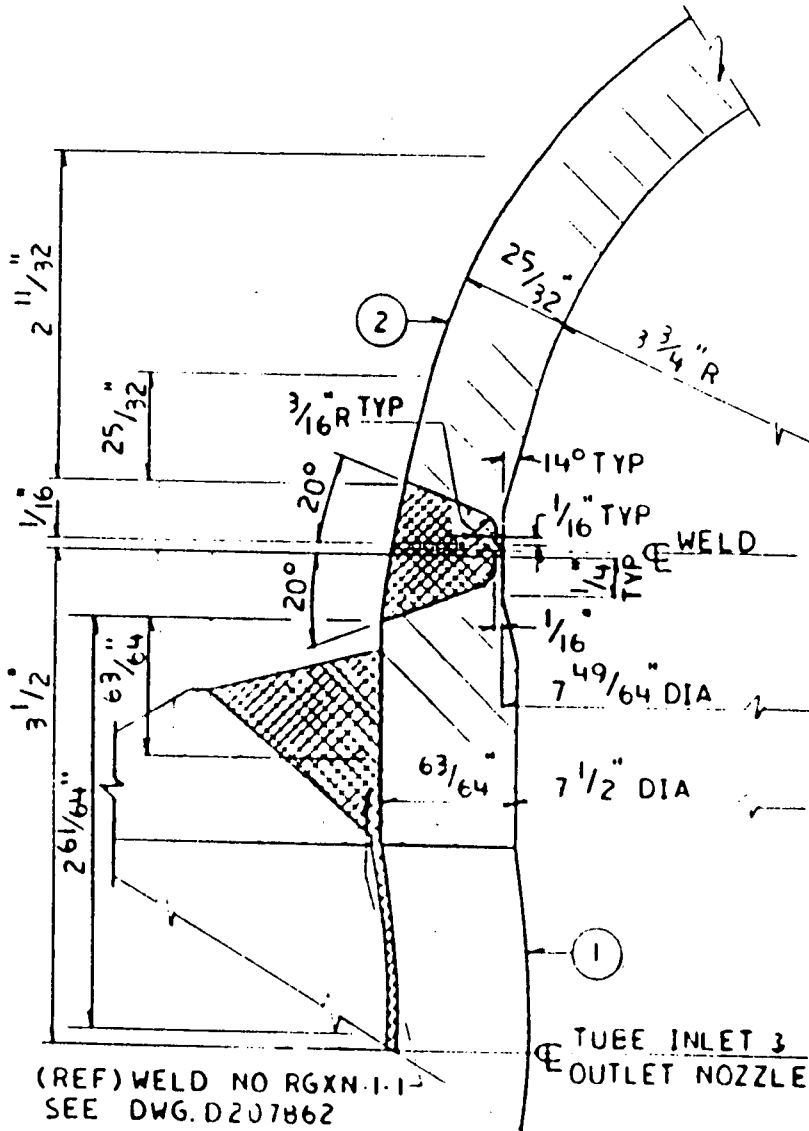 2 11/32"
25/32"
2
3 3/4" R
25/32"
3/16" R TYP
14° TYP
1/16"
20°
1/16" TYP
℄ WELD
1/4" TYP
20°
1/16"
3 1/2"
63/64"
7 49/64" DIA
63/64"
7 1/2" DIA
2 61/64"
1
℄ TUBE INLET &
OUTLET NOZZLE
(REF) WELD NO RGXN-1-1
SEE DWG. D207862